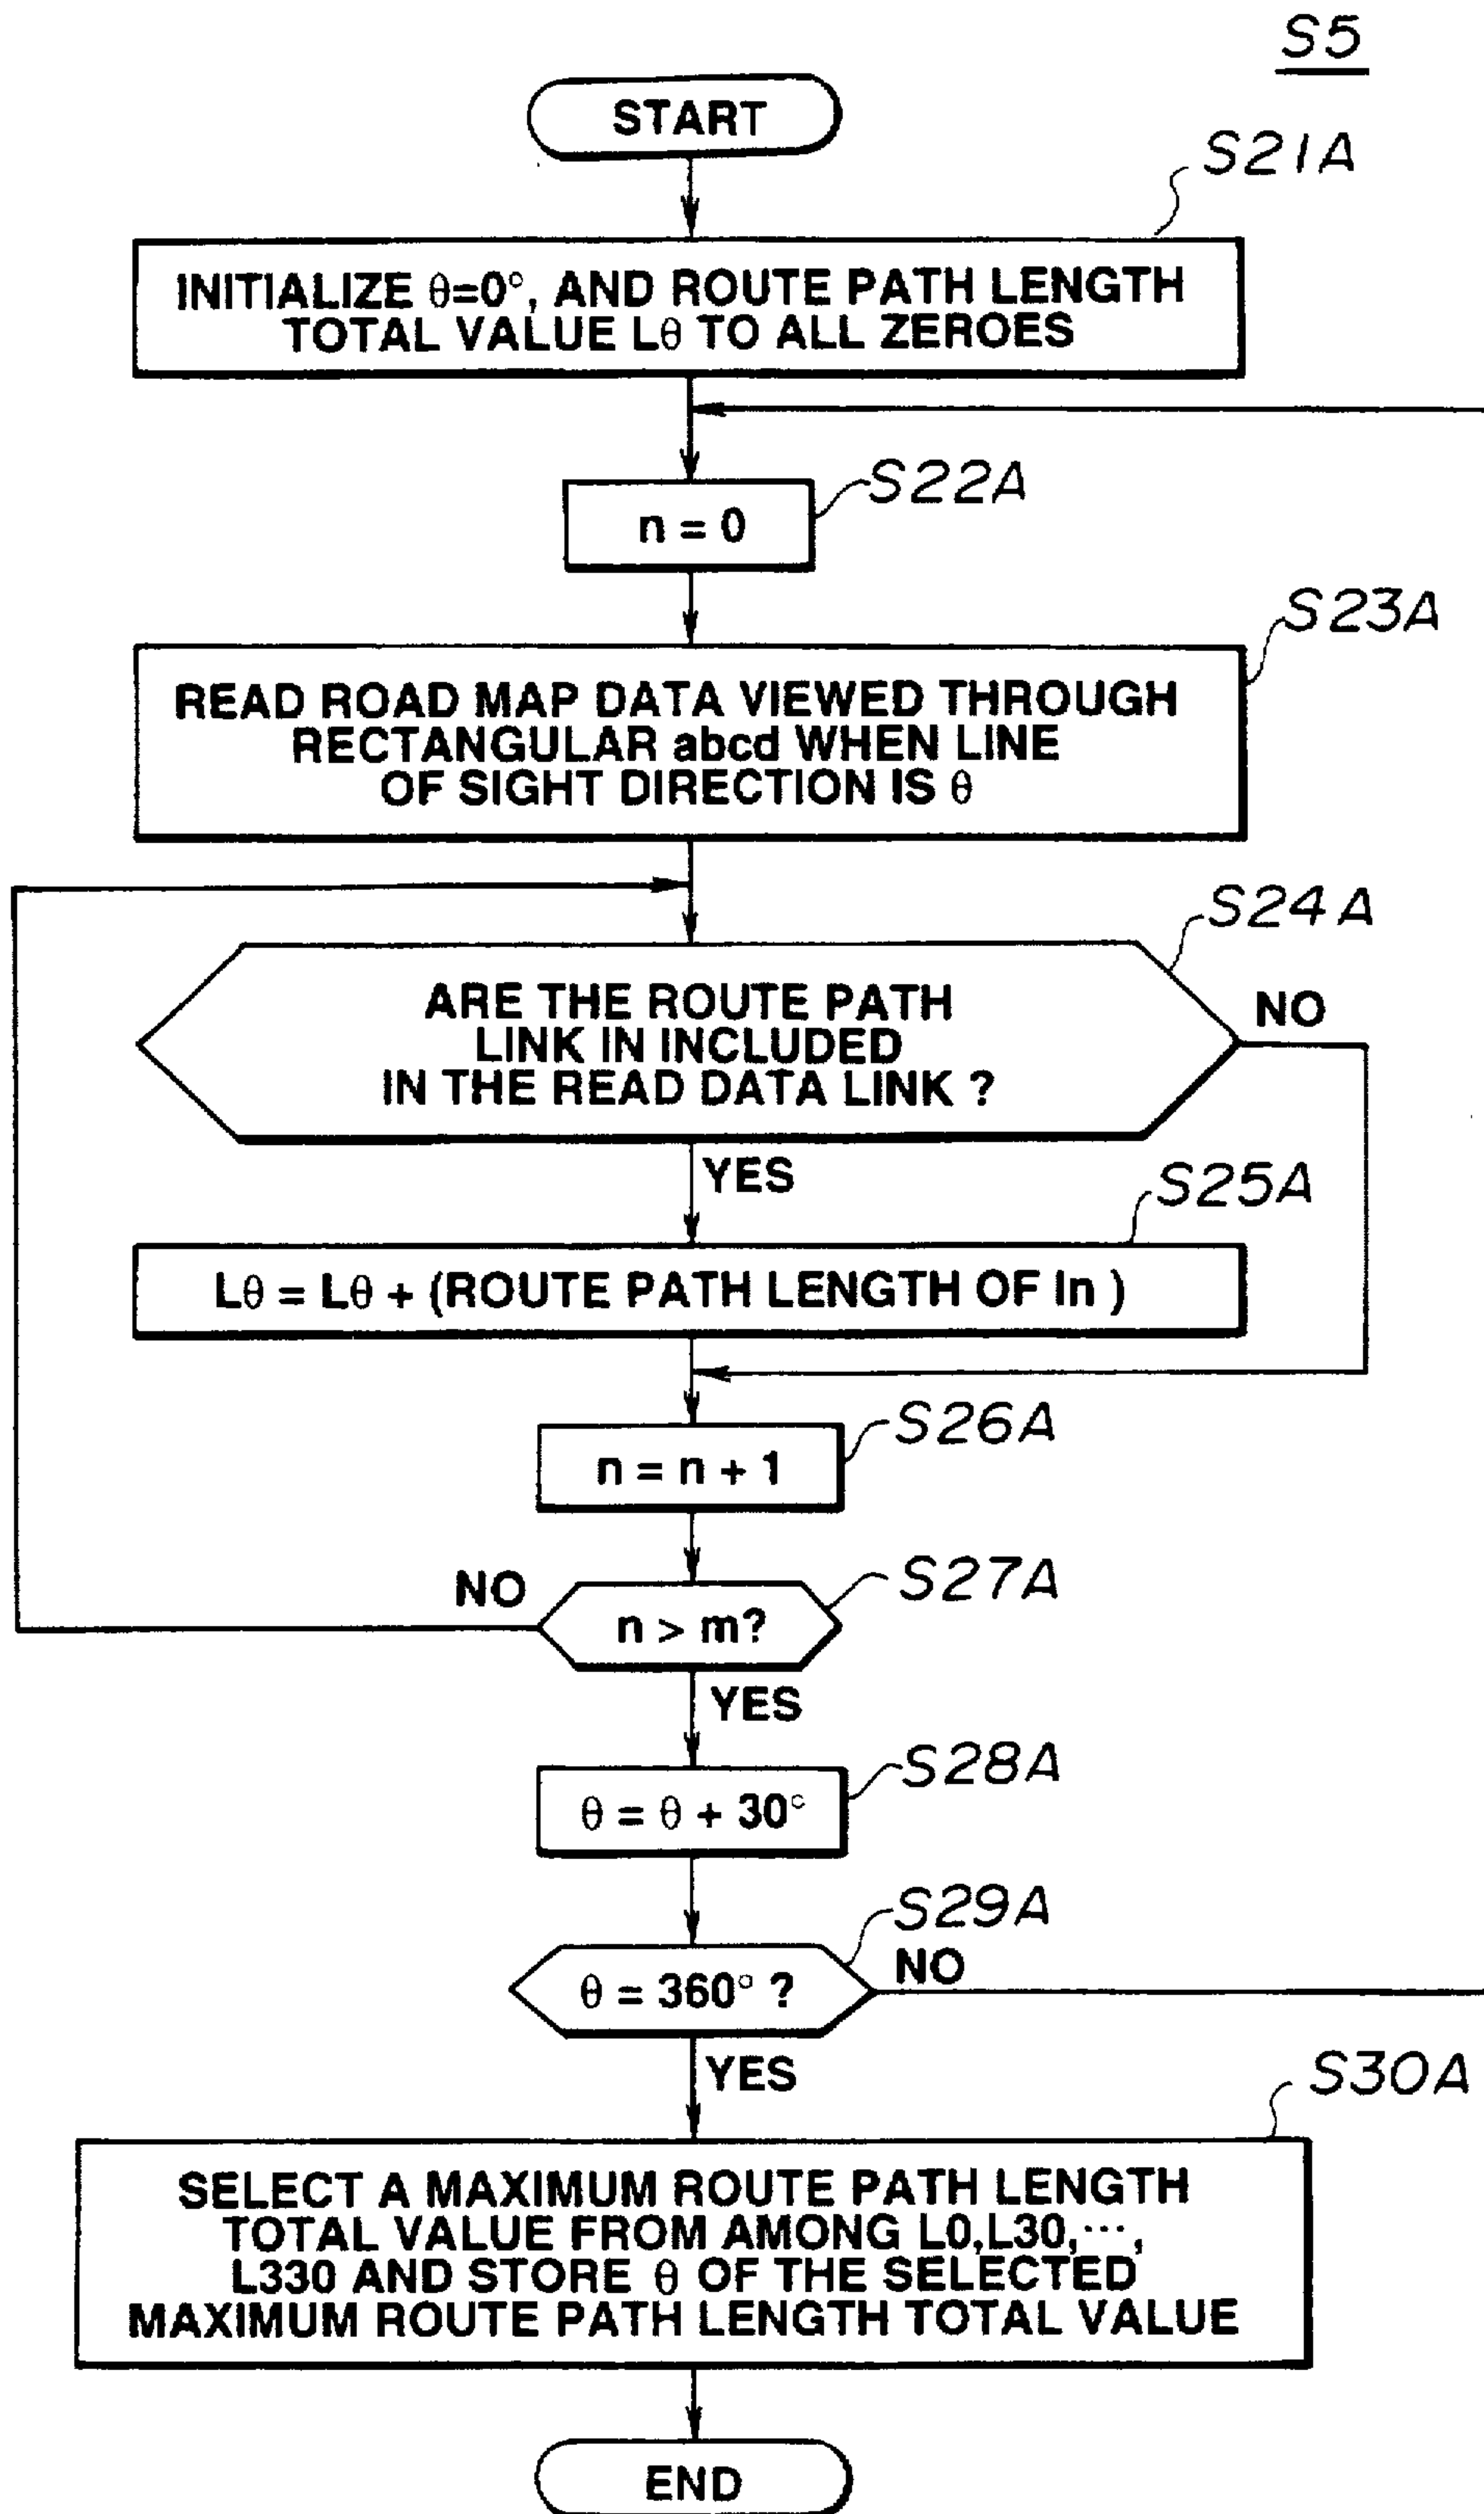 S5
START
S21A
INITIALIZE θ=0°, AND ROUTE PATH LENGTH
TOTAL VALUE Lθ TO ALL ZEROES
S22A
n = 0
S23A
READ ROAD MAP DATA VIEWED THROUGH
RECTANGULAR abcd WHEN LINE
OF SIGHT DIRECTION IS θ
S24A
ARE THE ROUTE PATH
LINK IN INCLUDED
IN THE READ DATA LINK ?
NO
YES
S25A
Lθ = Lθ + (ROUTE PATH LENGTH OF ln )
S26A
n = n + 1
S27A
n > m?
NO
YES
S28A
θ = θ + 30°
S29A
θ = 360° ?
NO
YES
S30A
SELECT A MAXIMUM ROUTE PATH LENGTH
TOTAL VALUE FROM AMONG L0,L30,···,
L330 AND STORE θ OF THE SELECTED
MAXIMUM ROUTE PATH LENGTH TOTAL VALUE
END